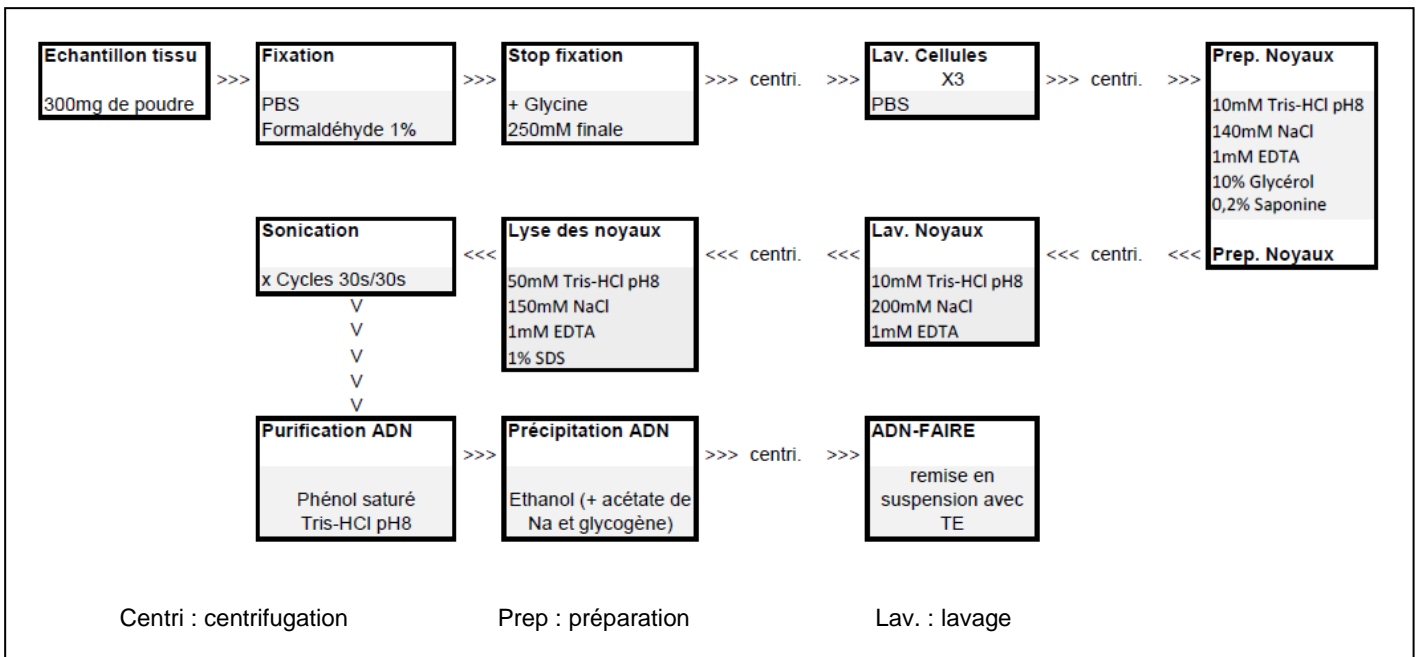 Echantillon tissu
300mg de poudre
>>>
Fixation
PBS
Formaldéhyde 1%
>>>
Stop fixation
+ Glycine
250mM finale
>>> centri. >>>
Lav. Cellules
X3
PBS
>>> centri. >>>
Prep. Noyaux
10mM Tris-HCl pH8
140mM NaCl
1mM EDTA
10% Glycérol
0,2% Saponine
Prep. Noyaux
<<< centri. <<<
Lav. Noyaux
10mM Tris-HCl pH8
200mM NaCl
1mM EDTA
<<< centri. <<<
Lyse des noyaux
50mM Tris-HCl pH8
150mM NaCl
1mM EDTA
1% SDS
<<<
Sonication
x Cycles 30s/30s
V
V
V
V
V
Purification ADN
Phénol saturé
Tris-HCl pH8
>>>
Précipitation ADN
Ethanol (+ acétate de
Na et glycogène)
>>> centri. >>>
ADN-FAIRE
remise en
suspension avec
TE
Centri : centrifugation
Prep : préparation
Lav. : lavage